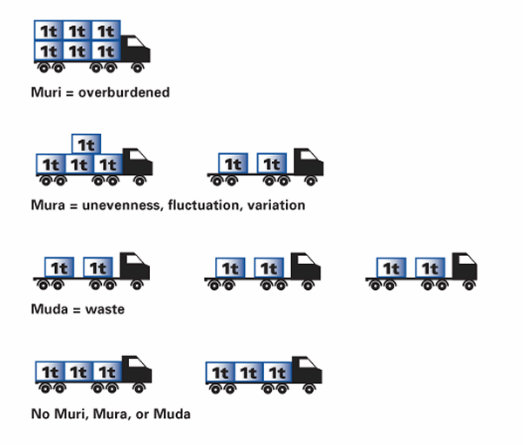 1t 1t 1t
1t 1t 1t
Muri = overburdened
1t
1t 1t 1t 1t 1t
Mura = unevenness, fluctuation, variation
1t 1t 1t 1t 1t 1t
Muda = waste
1t 1t 1t 1t 1t 1t
No Muri, Mura, or Muda